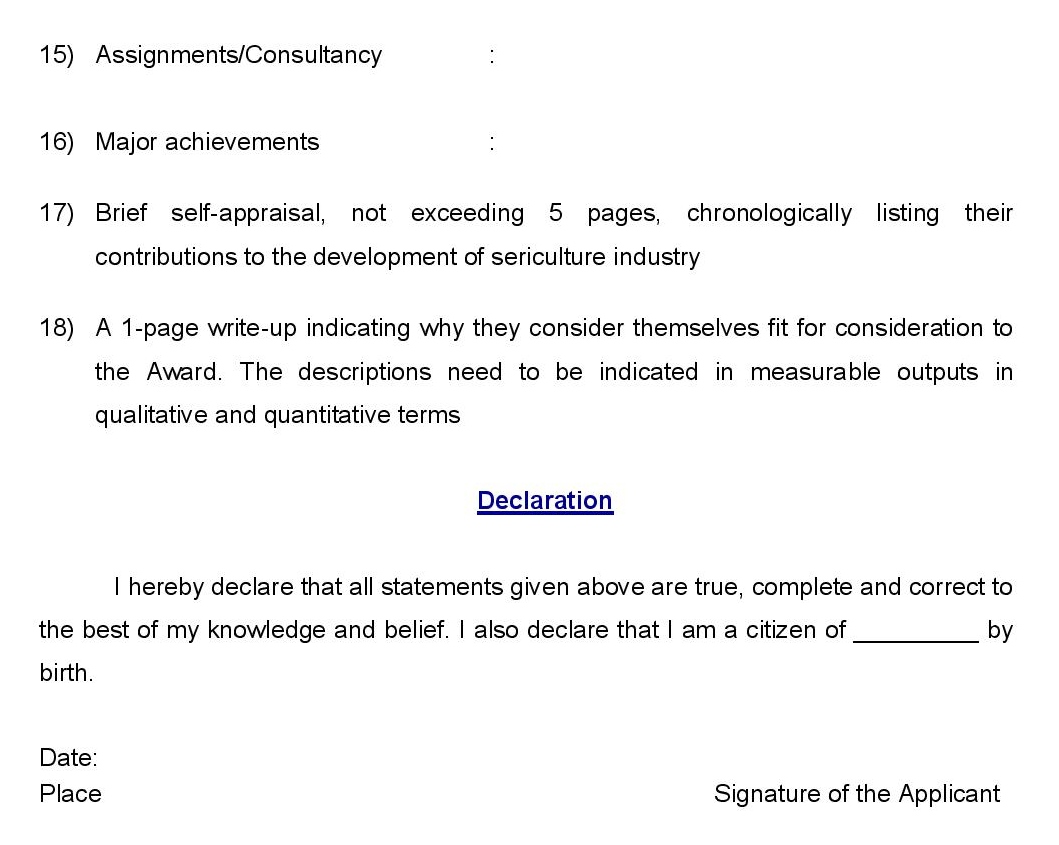 15) Assignments/Consultancy :
16) Major achievements :
17) Brief self-appraisal, not exceeding 5 pages, chronologically listing their
contributions to the development of sericulture industry
18) A 1-page write-up indicating why they consider themselves fit for consideration to
the Award. The descriptions need to be indicated in measurable outputs in
qualitative and quantitative terms
Declaration
I hereby declare that all statements given above are true, complete and correct to
the best of my knowledge and belief. I also declare that I am a citizen of _________ by
birth.
Date:
Place Signature of the Applicant